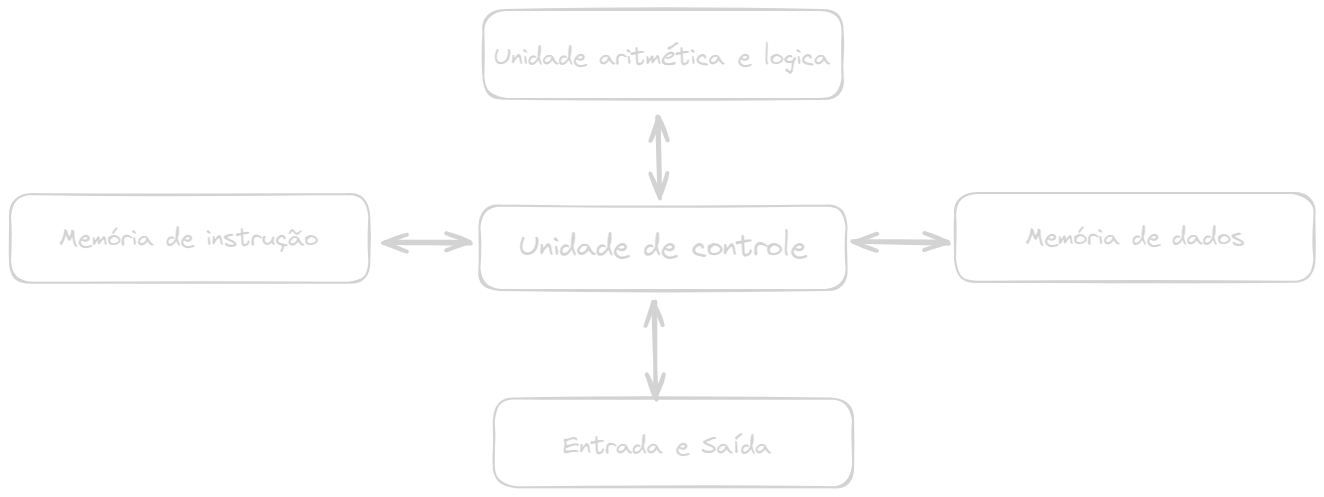 Unidade aritmética e logica
Memória de instrução
Unidade de controle
Memória de dados
Entrada e Saída